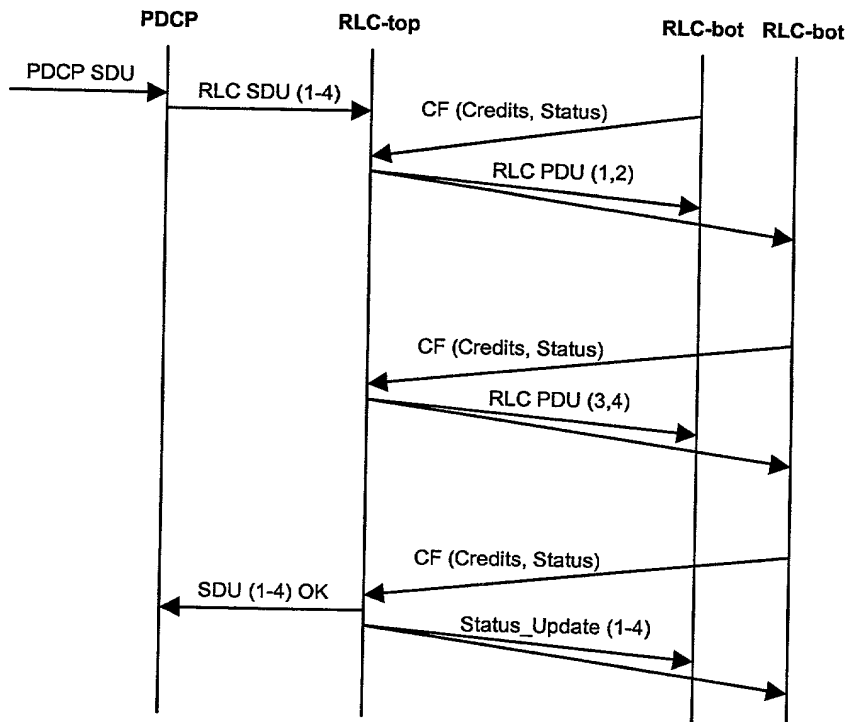 PDCP
RLC-top
RLC-bot
RLC-bot
PDCP SDU
RLC SDU (1-4)
CF (Credits, Status)
RLC PDU (1,2)
CF (Credits, Status)
RLC PDU (3,4)
CF (Credits, Status)
SDU (1-4) OK
Status_Update (1-4)